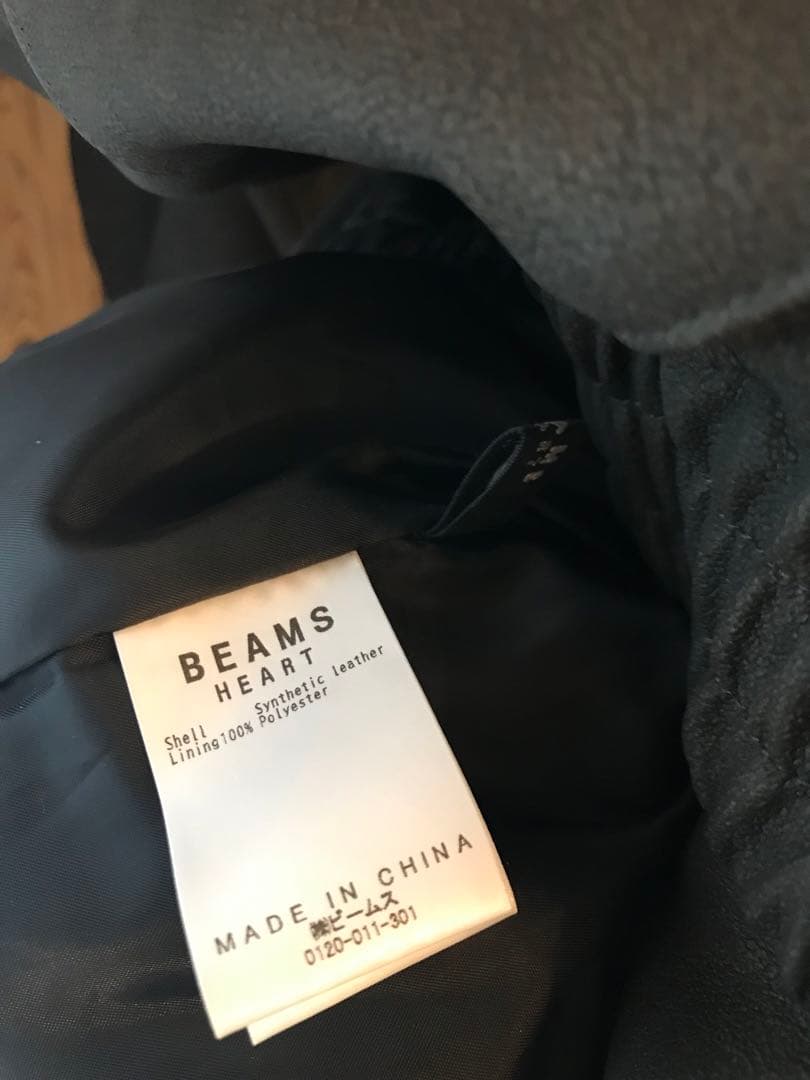 BEAMS
HEART
Shell Synthetic leather
Lining100% Polyester
MADE IN CHINA
㈱ビームス
0120-011-301